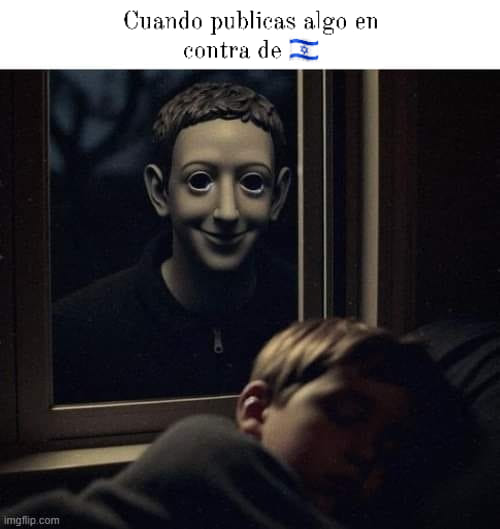 Cuando publicas algo en
contra de 🇮🇱
imgflip.com